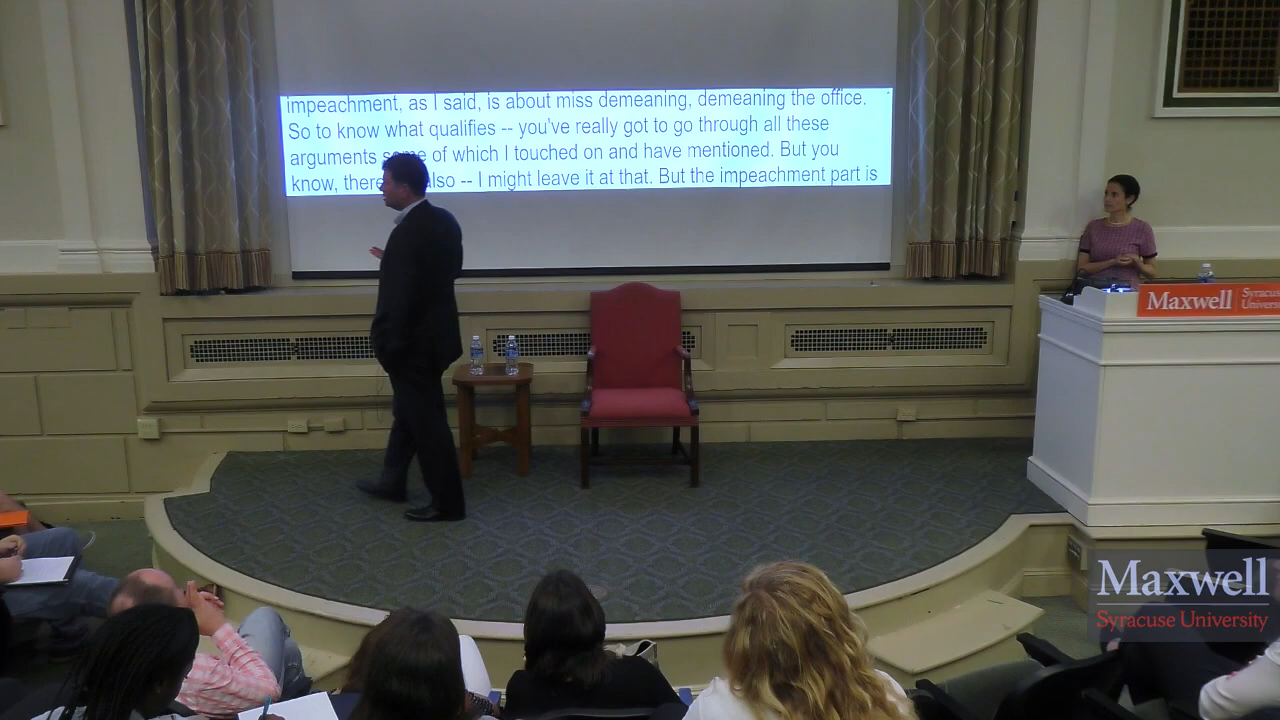 impeachment, as I said, is about miss demeaning, demeaning the office.
So to know what qualifies -- you've really got to go through all these
arguments some of which I touched on and have mentioned. But you
know, there also -- I might leave it at that. But the impeachment part is
Maxwell
Maxwell
Syracuse University